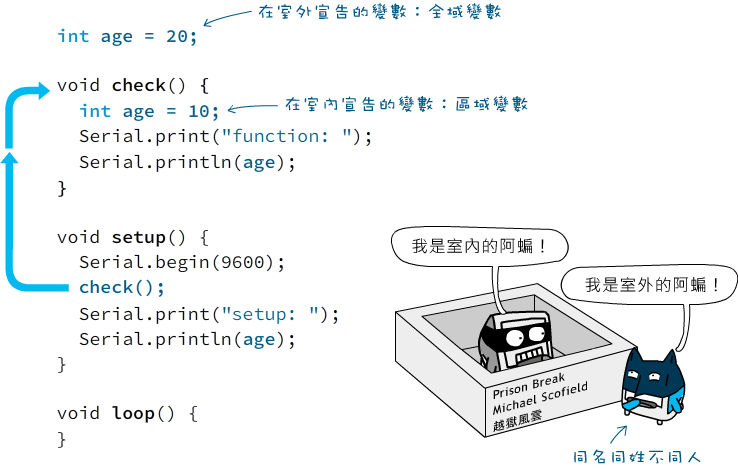 在室外宣告的變數：全域變數
int age = 20;
void check() {
int age = 10;
在室內宣告的變數：區域變數
Serial.print("function: ");
Serial.println(age);
}
void setup() {
Serial.begin(9600);
check();
Serial.print("setup: ");
Serial.println(age);
}
void loop() {
}
我是室內的阿蝙！
我是室外的阿蝙！
Prison Break
Michael Scofield
越獄風雲
同名同姓不同人